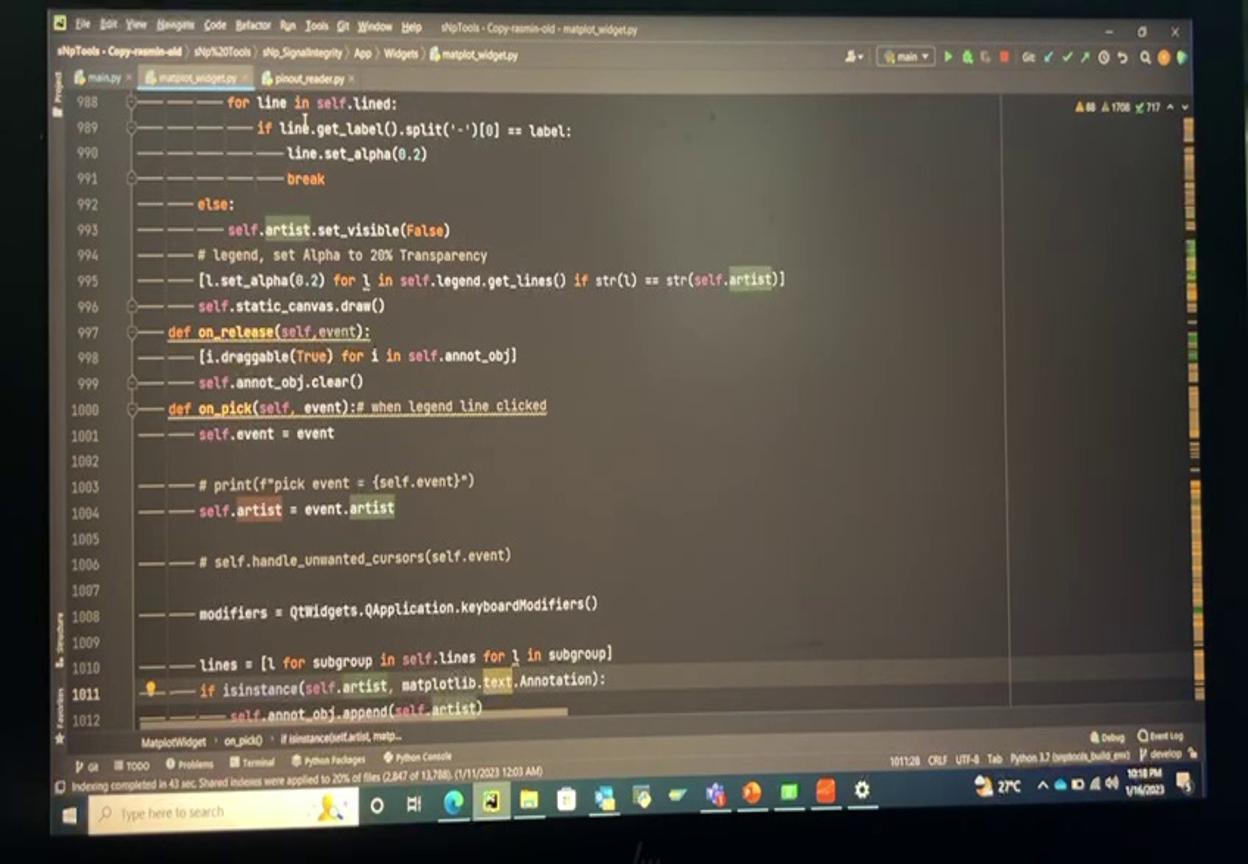 File Edit View Navigate Code Refactor Run Tools Git Window Help sNpTools - Copy-rasmin-old - matplot_widget.py
sNpTools - Copy-rasmin-old sNp%20Tools sNp_SignalIntegrity App Widgets matplot_widget.py main Git:
main.py matplot_widget.py pinout_reader.py
Project
988 for line in self.lined: 68 1708 717
989 if line.get_label().split('-')[0] == label:
990 line.set_alpha(0.2)
991 break
992 else:
993 self.artist.set_visible(False)
994 # legend, set Alpha to 20% Transparency
995 [l.set_alpha(0.2) for l in self.legend.get_lines() if str(l) == str(self.artist)]
996 self.static_canvas.draw()
997 def on_release(self,event):
998 [i.draggable(True) for i in self.annot_obj]
999 self.annot_obj.clear()
1000 def on_pick(self, event):# when legend line clicked
1001 self.event = event
1002
1003 # print(f"pick event = {self.event}")
1004 self.artist = event.artist
1005
1006 # self.handle_unwanted_cursors(self.event)
1007
1008 modifiers = QtWidgets.QApplication.keyboardModifiers()
1009
1010 lines = [l for subgroup in self.lines for l in subgroup]
1011 if isinstance(self.artist, matplotlib.text.Annotation):
1012 self.annot_obj.append(self.artist)
Structure
Favorites
MatplotWidget on_pick() if isinstance(self.artist, matp...
Git TODO Problems Terminal Python Packages Python Console Debug Event Log
Indexing completed in 43 sec. Shared indexes were applied to 20% of files (2,847 of 13,788). (1/11/2023 12:03 AM) 1011:28 CRLF UTF-8 Tab Python 3.7 develop
Type here to search 27°C 10:18 PM
1/16/2023